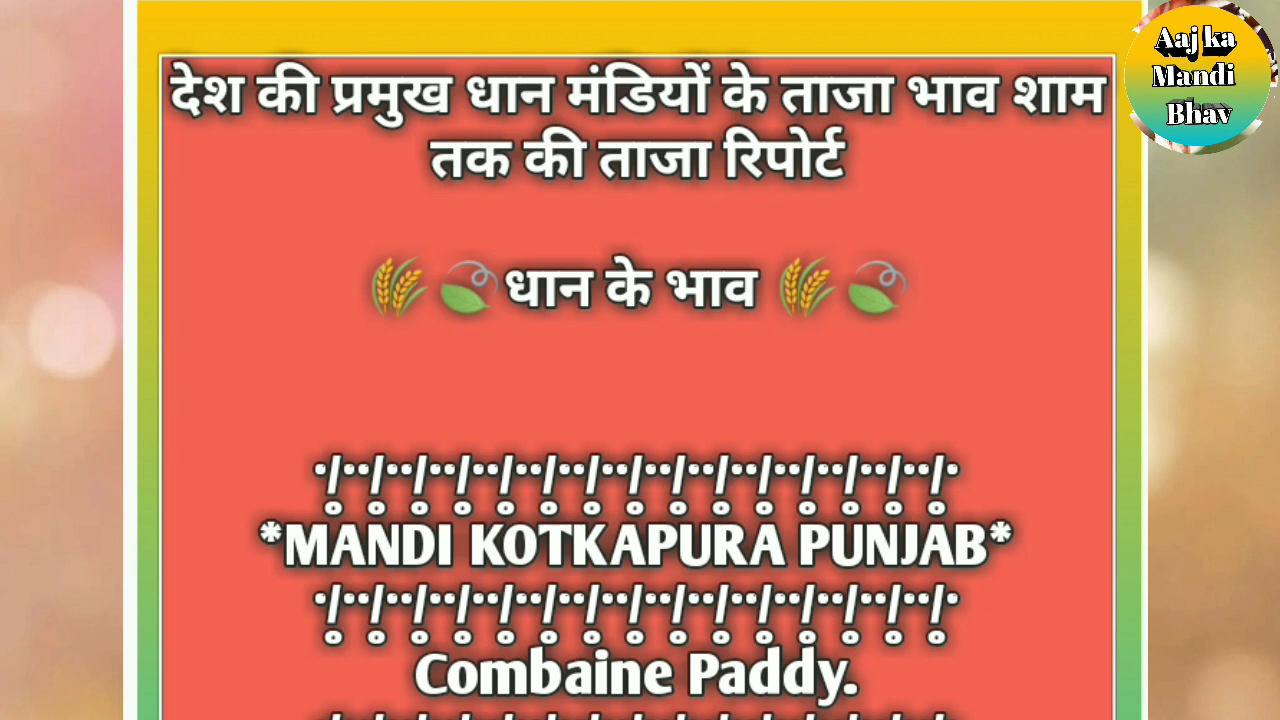 देश की प्रमुख धान मंडियों के ताजा भाव शाम
तक की ताजा रिपोर्ट
🌾🍃धान के भाव 🌾🍃
*MANDI KOTKAPURA PUNJAB*
Combaine Paddy.
Aaj ka
Mandi
Bhav